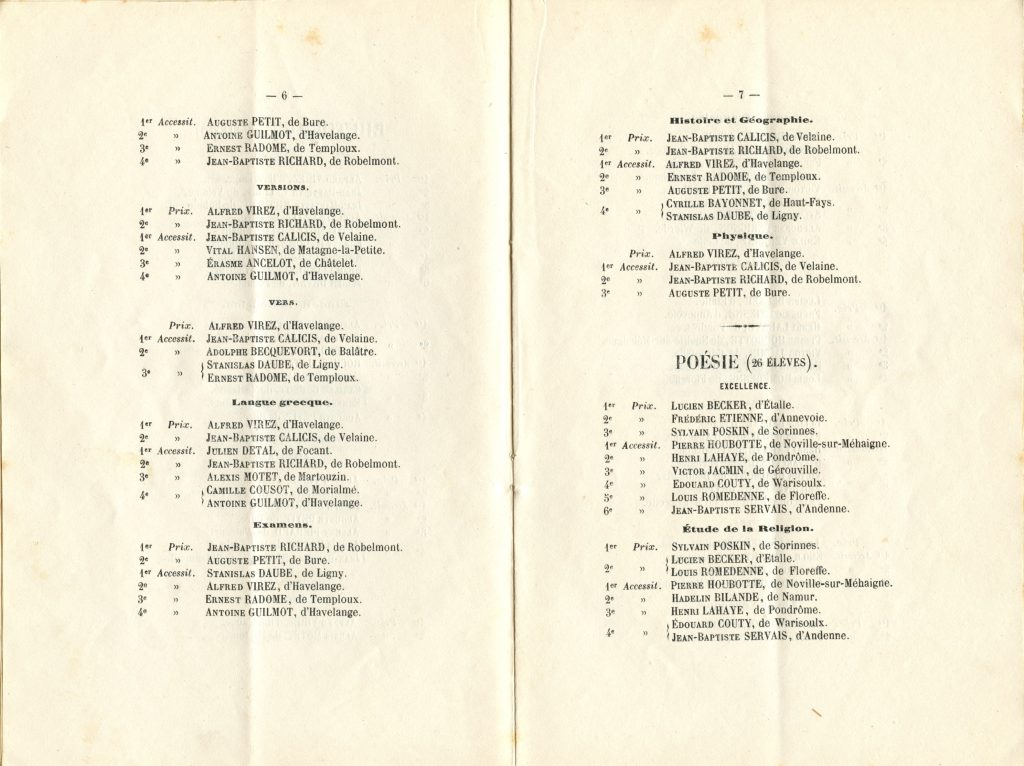 — 6 —
1er Accessit. AUGUSTE PETIT, de Bure.
2e » ANTOINE GUILMOT, d'Havelange.
3e » ERNEST RADOME, de Temploux.
4e » JEAN-BAPTISTE RICHARD, de Robelmont.
VERSIONS.
1er Prix. ALFRED VIREZ, d'Havelange.
2e » JEAN-BAPTISTE RICHARD, de Robelmont.
1er Accessit. JEAN-BAPTISTE CALICIS, de Velaine.
2e » VITAL HANSEN, de Matagne-la-Petite.
3e » ÉRASME ANCELOT, de Châtelet.
4e » ANTOINE GUILMOT, d'Havelange.
VERS.
Prix. ALFRED VIREZ, d'Havelange.
1er Accessit. JEAN-BAPTISTE CALICIS, de Velaine.
2e » ADOLPHE BECQUEVORT, de Balâtre.
3e » STANISLAS DAUBE, de Ligny.
ERNEST RADOME, de Temploux.
Langue grecque.
1er Prix. ALFRED VIREZ, d'Havelange.
2e » JEAN-BAPTISTE CALICIS, de Velaine.
1er Accessit. JULIEN DETAL, de Focant.
2e » JEAN-BAPTISTE RICHARD, de Robelmont.
3e » ALEXIS MOTET, de Martouzin.
4e » CAMILLE COUSOT, de Morialmé.
ANTOINE GUILMOT, d'Havelange.
Examens.
1er Prix. JEAN-BAPTISTE RICHARD, de Robelmont.
2e » AUGUSTE PETIT, de Bure.
1er Accessit. STANISLAS DAUBE, de Ligny.
2e » ALFRED VIREZ, d'Havelange.
3e » ERNEST RADOME, de Temploux.
4e » ANTOINE GUILMOT, d'Havelange.
— 7 —
Histoire et Géographie.
1er Prix. JEAN-BAPTISTE CALICIS, de Velaine.
2e » JEAN-BAPTISTE RICHARD, de Robelmont.
1er Accessit. ALFRED VIREZ, d'Havelange.
2e » ERNEST RADOME, de Temploux.
3e » AUGUSTE PETIT, de Bure.
4e » CYRILLE BAYONNET, de Haut-Fays.
STANISLAS DAUBE, de Ligny.
Physique.
Prix. ALFRED VIREZ, d'Havelange.
1er Accessit. JEAN-BAPTISTE CALICIS, de Velaine.
2e » JEAN-BAPTISTE RICHARD, de Robelmont.
3e » AUGUSTE PETIT, de Bure.
POÉSIE (26 ÉLÈVES).
EXCELLENCE.
1er Prix. LUCIEN BECKER, d'Étalle.
2e » FRÉDÉRIC ETIENNE, d'Annevoie.
3e » SYLVAIN POSKIN, de Sorinnes.
1er Accessit. PIERRE HOUBOTTE, de Noville-sur-Méhaigne.
2e » HENRI LAHAYE, de Pondrôme.
3e » VICTOR JACMIN, de Gérouville.
4e » EDOUARD COUTY, de Warisoulx.
5e » LOUIS ROMEDENNE, de Floreffe.
6e » JEAN-BAPTISTE SERVAIS, d'Andenne.
Étude de la Religion.
1er Prix. SYLVAIN POSKIN, de Sorinnes.
2e » LUCIEN BECKER, d'Étalle.
LOUIS ROMEDENNE, de Floreffe.
1er Accessit. PIERRE HOUBOTTE, de Noville-sur-Méhaigne.
2e » HADELIN BILANDE, de Namur.
3e » HENRI LAHAYE, de Pondrôme.
4e » ÉDOUARD COUTY, de Warisoulx.
JEAN-BAPTISTE SERVAIS, d'Andenne.